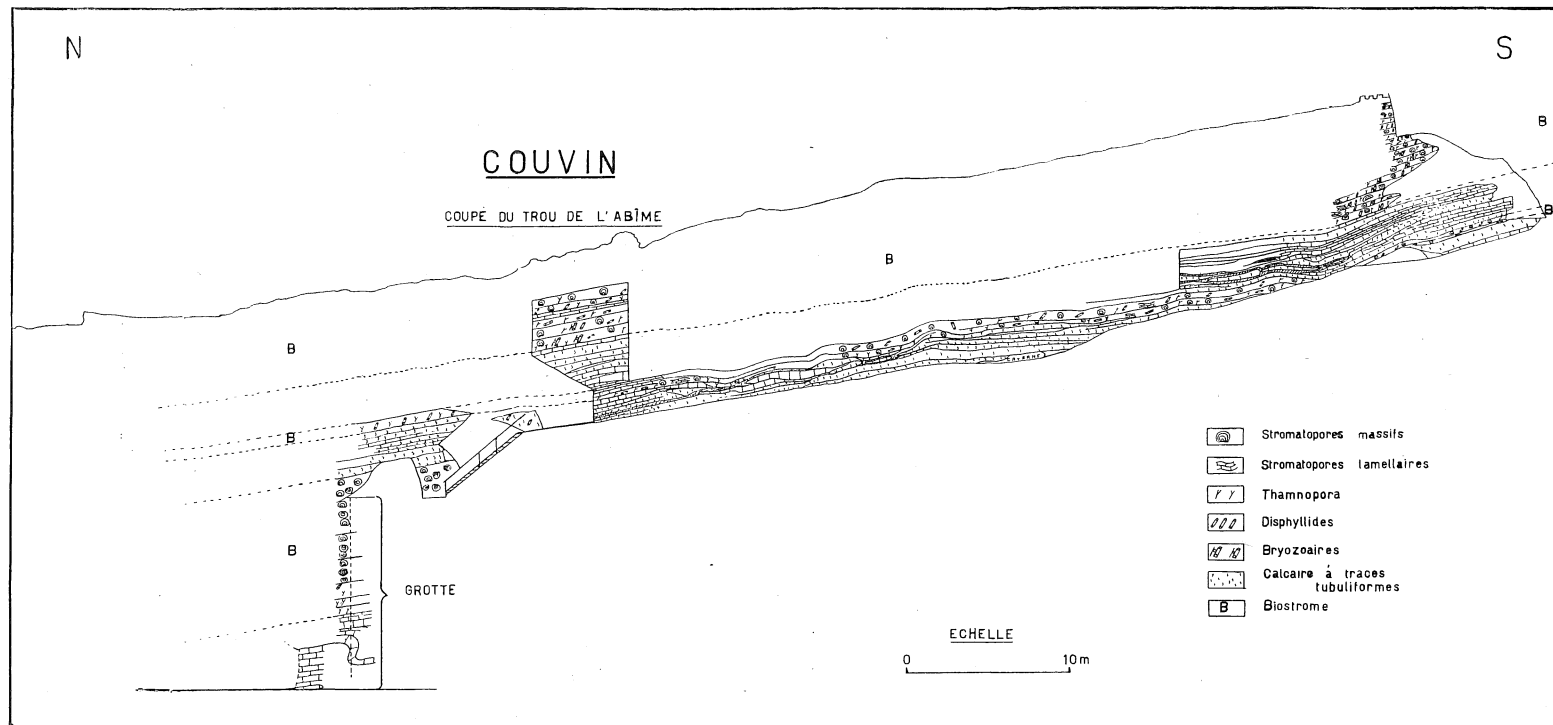 N
S
COUVIN
COUPE DU TROU DE L'ABÎME
B
B
B
B
B
B
GROTTE
CAVERNE
Stromatopores massifs
Stromatopores lamellaires
Thamnopora
Disphyllides
Bryozoaires
Calcaire à traces
tubuliformes
B Biostrome
ECHELLE
0 10m